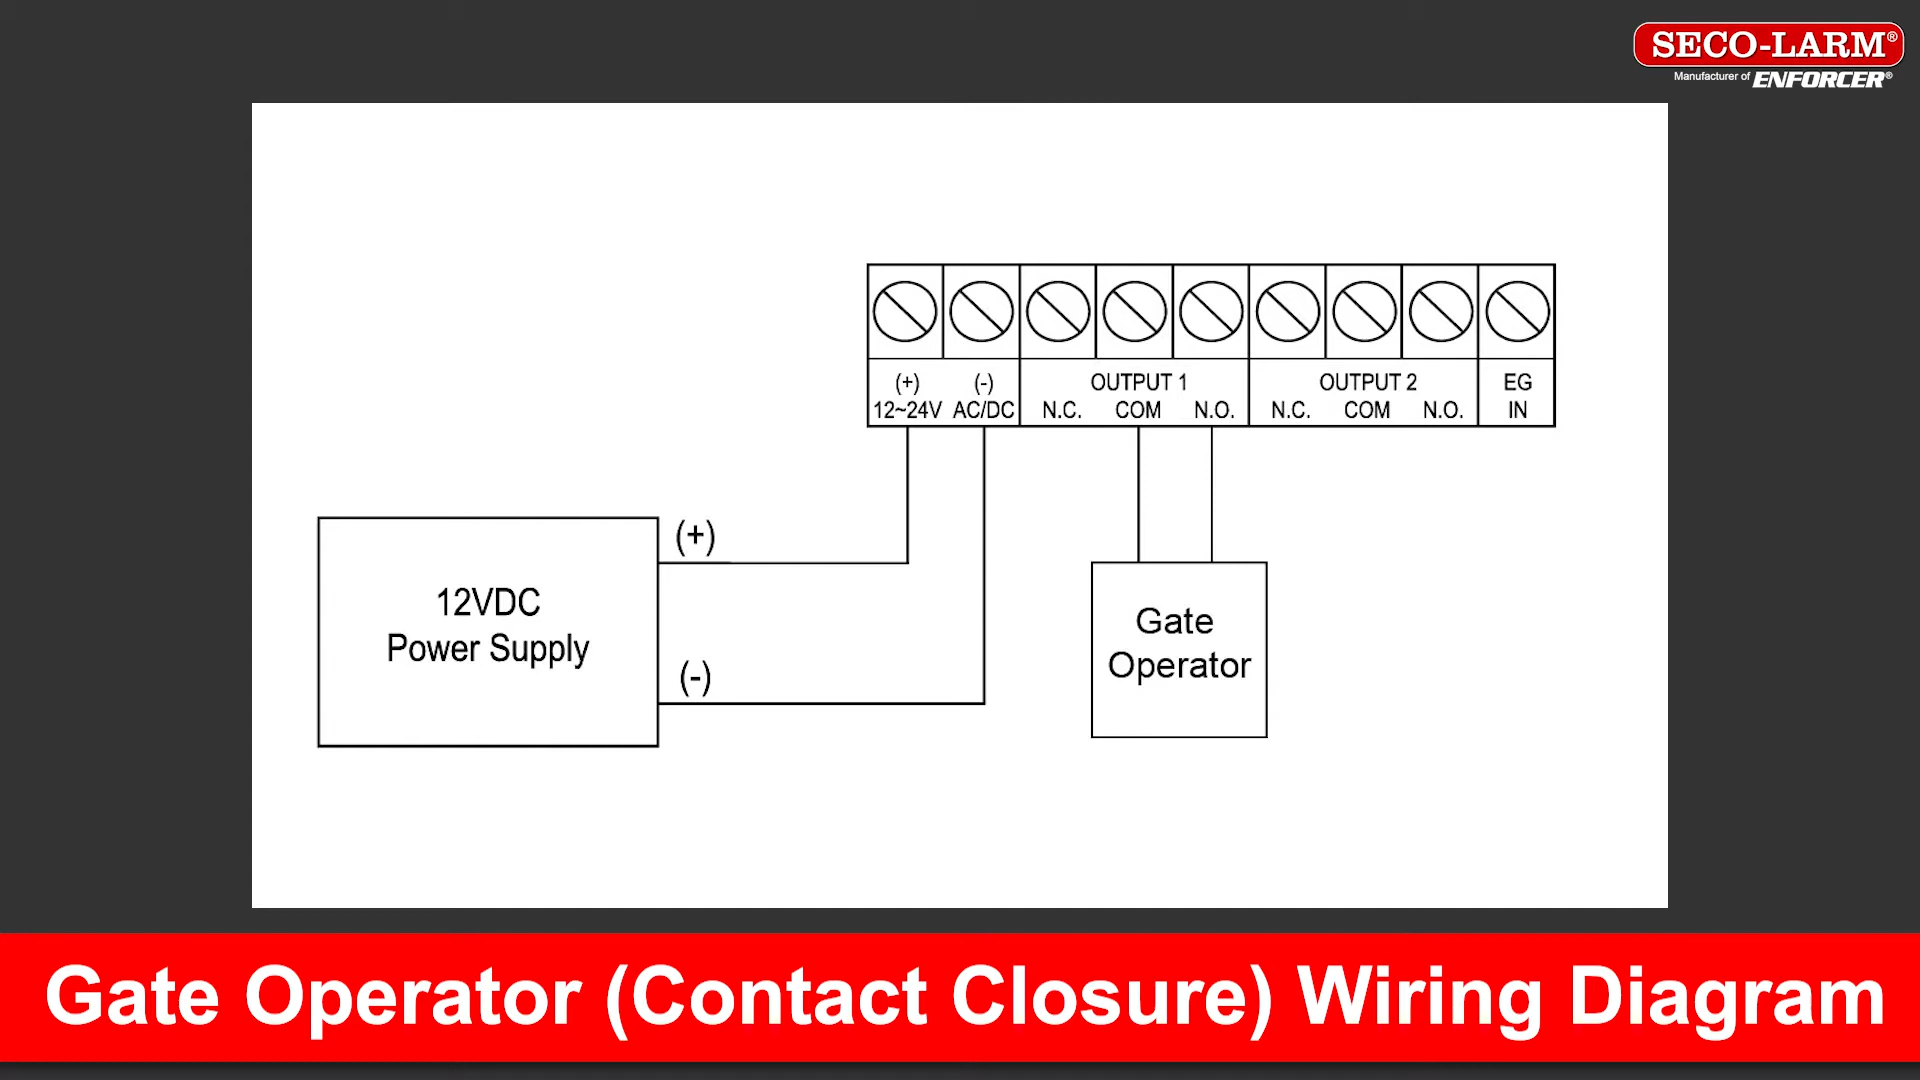 SECO-LARM®
Manufacturer of ENFORCER®
(+) (-) OUTPUT 1 OUTPUT 2 EG
12~24V AC/DC N.C. COM N.O. N.C. COM N.O. IN
(+)
12VDC
Power Supply
(-)
Gate
Operator
Gate Operator (Contact Closure) Wiring Diagram